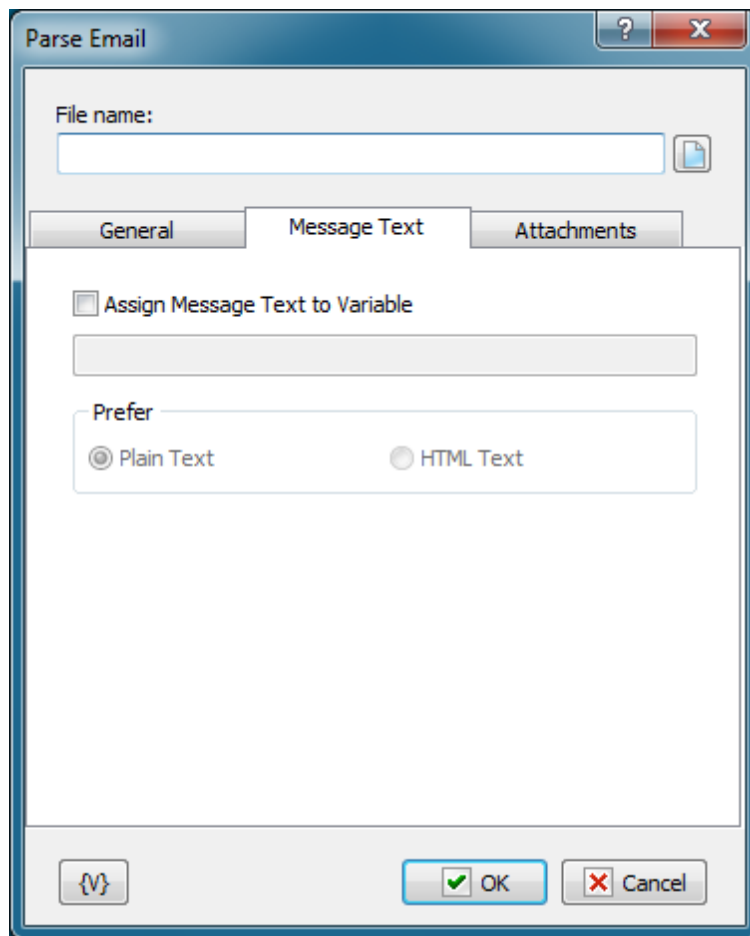 Parse Email
?
File name:
General Message Text Attachments
Assign Message Text to Variable
Prefer
Plain Text HTML Text
{V} OK Cancel